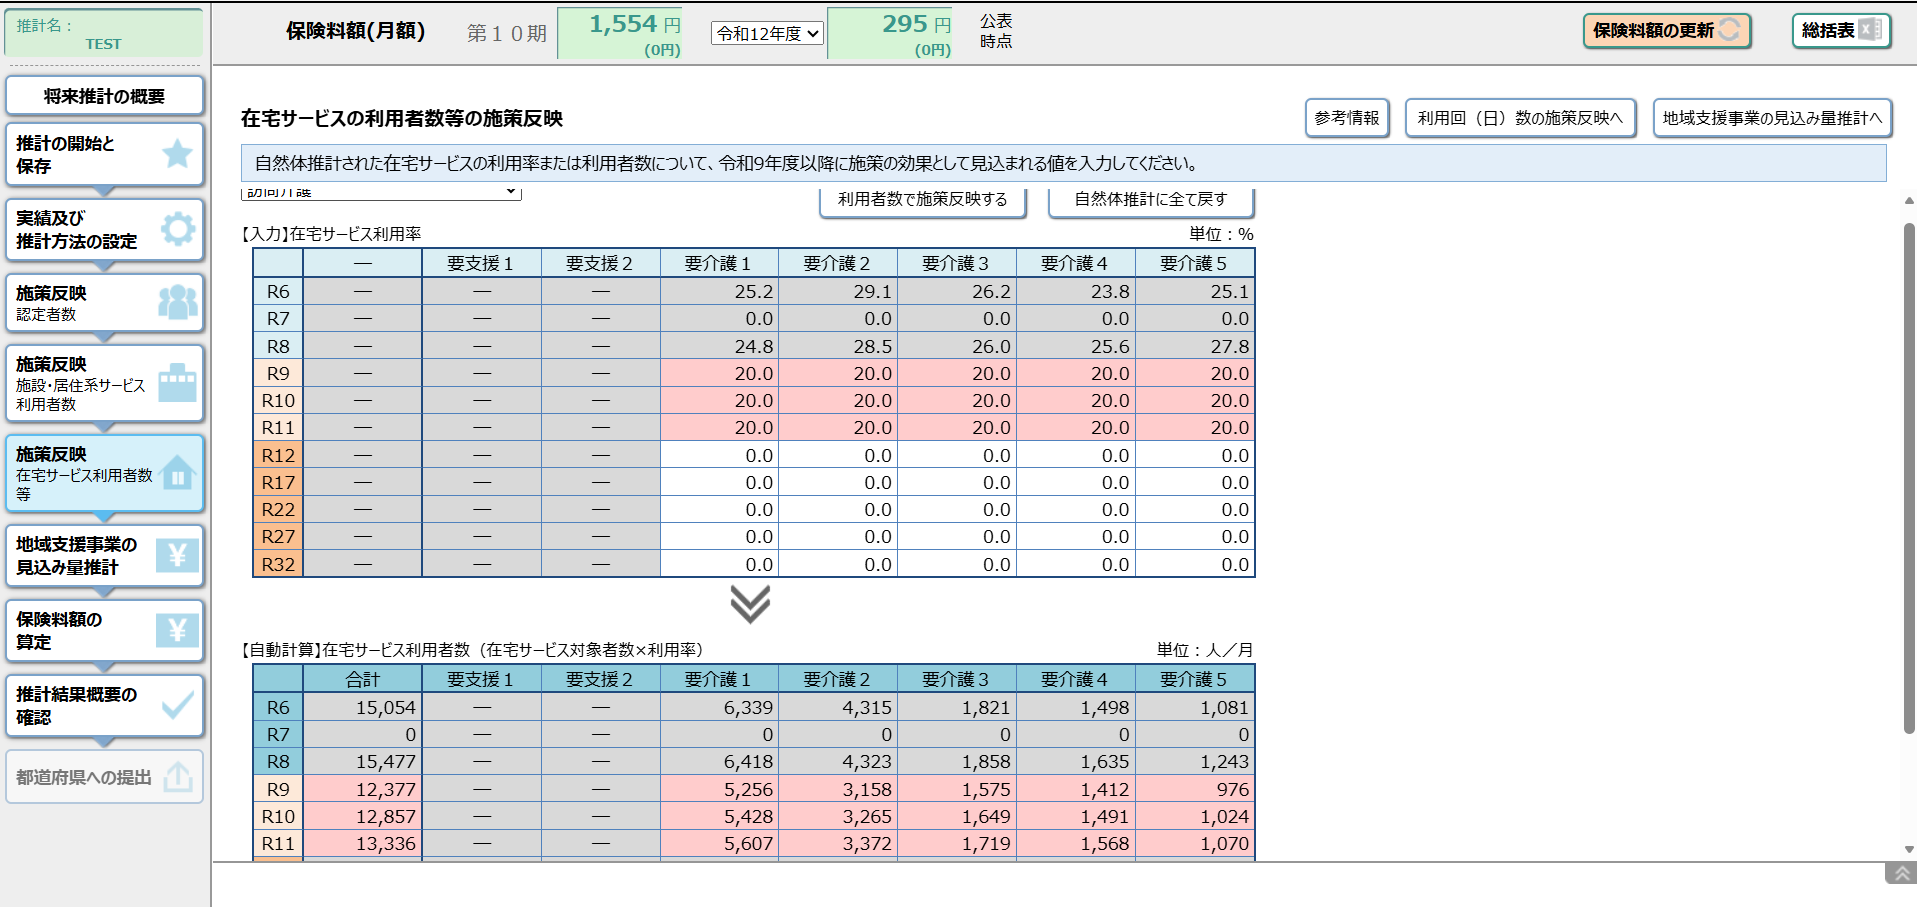 推計名：
TEST
保険料額(月額)
第１０期
1,554 円
(0円)
令和12年度
295 円
(0円)
公表
時点
保険料額の更新
総括表
将来推計の概要
推計の開始と
保存
実績及び
推計方法の設定
施策反映
認定者数
施策反映
施設・居住系サービス
利用者数
施策反映
在宅サービス利用者数
等
地域支援事業の
見込み量推計
保険料額の
算定
推計結果概要の
確認
都道府県への提出
在宅サービスの利用者数等の施策反映
参考情報
利用回（日）数の施策反映へ
地域支援事業の見込み量推計へ
自然体推計された在宅サービスの利用率または利用者数について、令和9年度以降に施策の効果として見込まれる値を入力してください。
訪問介護
利用者数で施策反映する
自然体推計に全て戻す
【入力】在宅サービス利用率
単位：%
― 要支援１ 要支援２ 要介護１ 要介護２ 要介護３ 要介護４ 要介護５
R6 ― ― ― 25.2 29.1 26.2 23.8 25.1
R7 ― ― ― 0.0 0.0 0.0 0.0 0.0
R8 ― ― ― 24.8 28.5 26.0 25.6 27.8
R9 ― ― ― 20.0 20.0 20.0 20.0 20.0
R10 ― ― ― 20.0 20.0 20.0 20.0 20.0
R11 ― ― ― 20.0 20.0 20.0 20.0 20.0
R12 ― ― ― 0.0 0.0 0.0 0.0 0.0
R17 ― ― ― 0.0 0.0 0.0 0.0 0.0
R22 ― ― ― 0.0 0.0 0.0 0.0 0.0
R27 ― ― ― 0.0 0.0 0.0 0.0 0.0
R32 ― ― ― 0.0 0.0 0.0 0.0 0.0
【自動計算】在宅サービス利用者数（在宅サービス対象者数×利用率）
単位：人／月
合計 要支援１ 要支援２ 要介護１ 要介護２ 要介護３ 要介護４ 要介護５
R6 15,054 ― ― 6,339 4,315 1,821 1,498 1,081
R7 0 ― ― 0 0 0 0 0
R8 15,477 ― ― 6,418 4,323 1,858 1,635 1,243
R9 12,377 ― ― 5,256 3,158 1,575 1,412 976
R10 12,857 ― ― 5,428 3,265 1,649 1,491 1,024
R11 13,336 ― ― 5,607 3,372 1,719 1,568 1,070